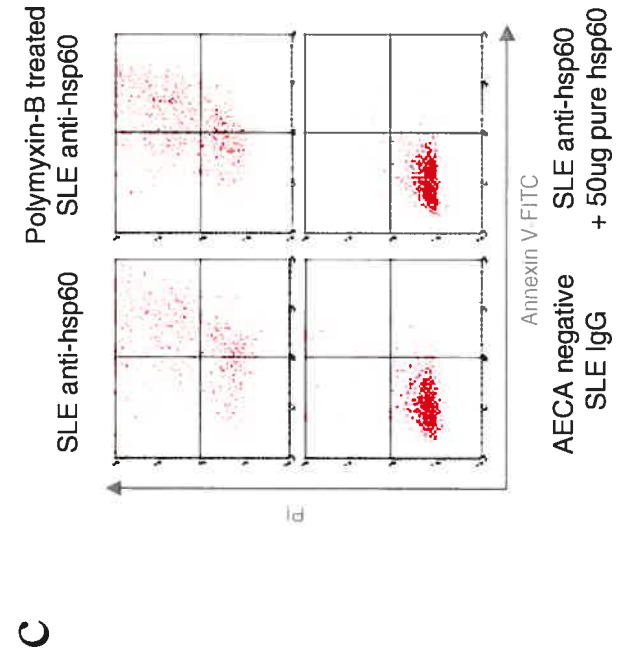 C
Polymyxin-B treated
SLE anti-hsp60
SLE anti-hsp60
PI
Annexin V-FITC
AECA negative
SLE IgG
SLE anti-hsp60
+ 50ug pure hsp60